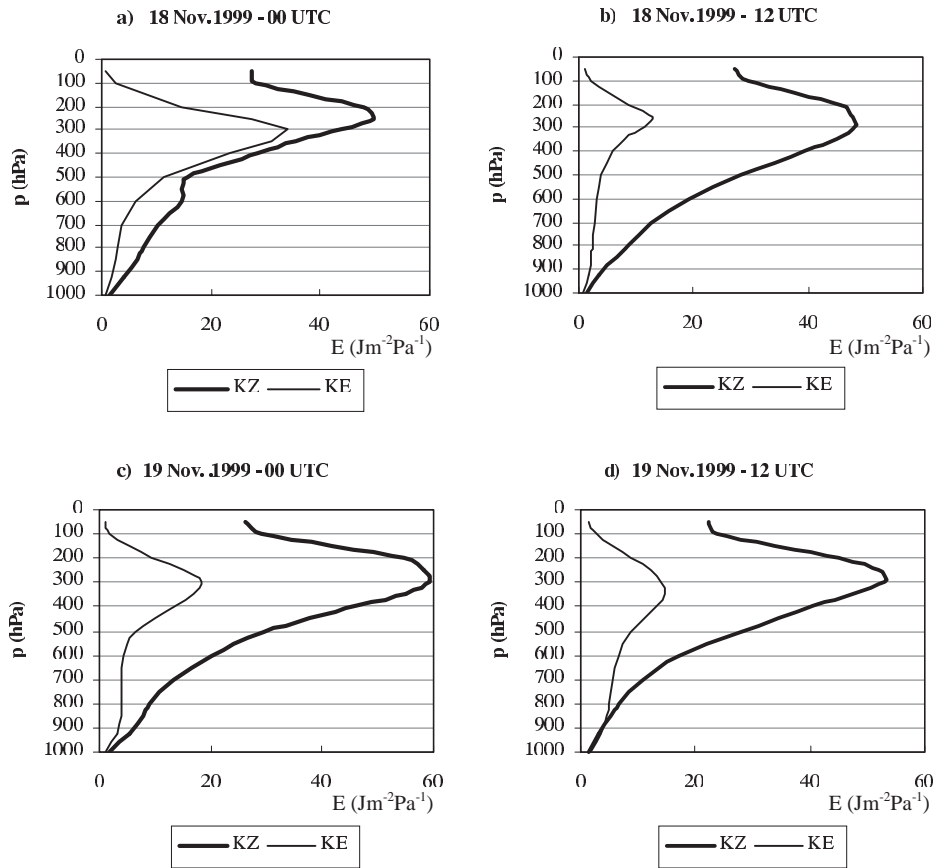 a) 18 Nov.1999 - 00 UTC
0
100
200
300
400
500
600
700
800
900
1000
p (hPa)
0 20 40 60
E (Jm⁻²Pa⁻¹)
KZ KE
b) 18 Nov.1999 - 12 UTC
0
100
200
300
400
500
600
700
800
900
1000
p (hPa)
0 20 40 60
E (Jm⁻²Pa⁻¹)
KZ KE
c) 19 Nov. .1999 - 00 UTC
0
100
200
300
400
500
600
700
800
900
1000
p (hPa)
0 20 40 60
E (Jm⁻²Pa⁻¹)
KZ KE
d) 19 Nov.1999 - 12 UTC
0
100
200
300
400
500
600
700
800
900
1000
p (hPa)
0 20 40 60
E (Jm⁻²Pa⁻¹)
KZ KE